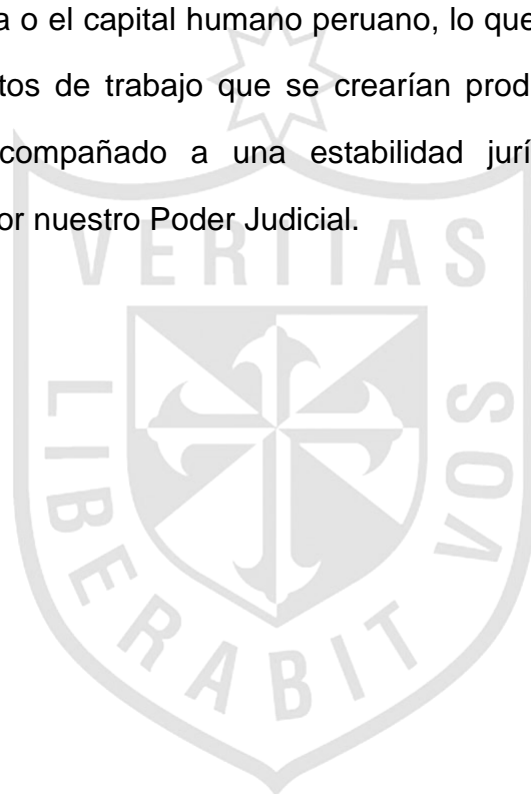 a o el capital humano peruano, lo que
tos de trabajo que se crearían prod
compañado a una estabilidad jurí
or nuestro Poder Judicial.
VERITAS
LIBERABIT VOS